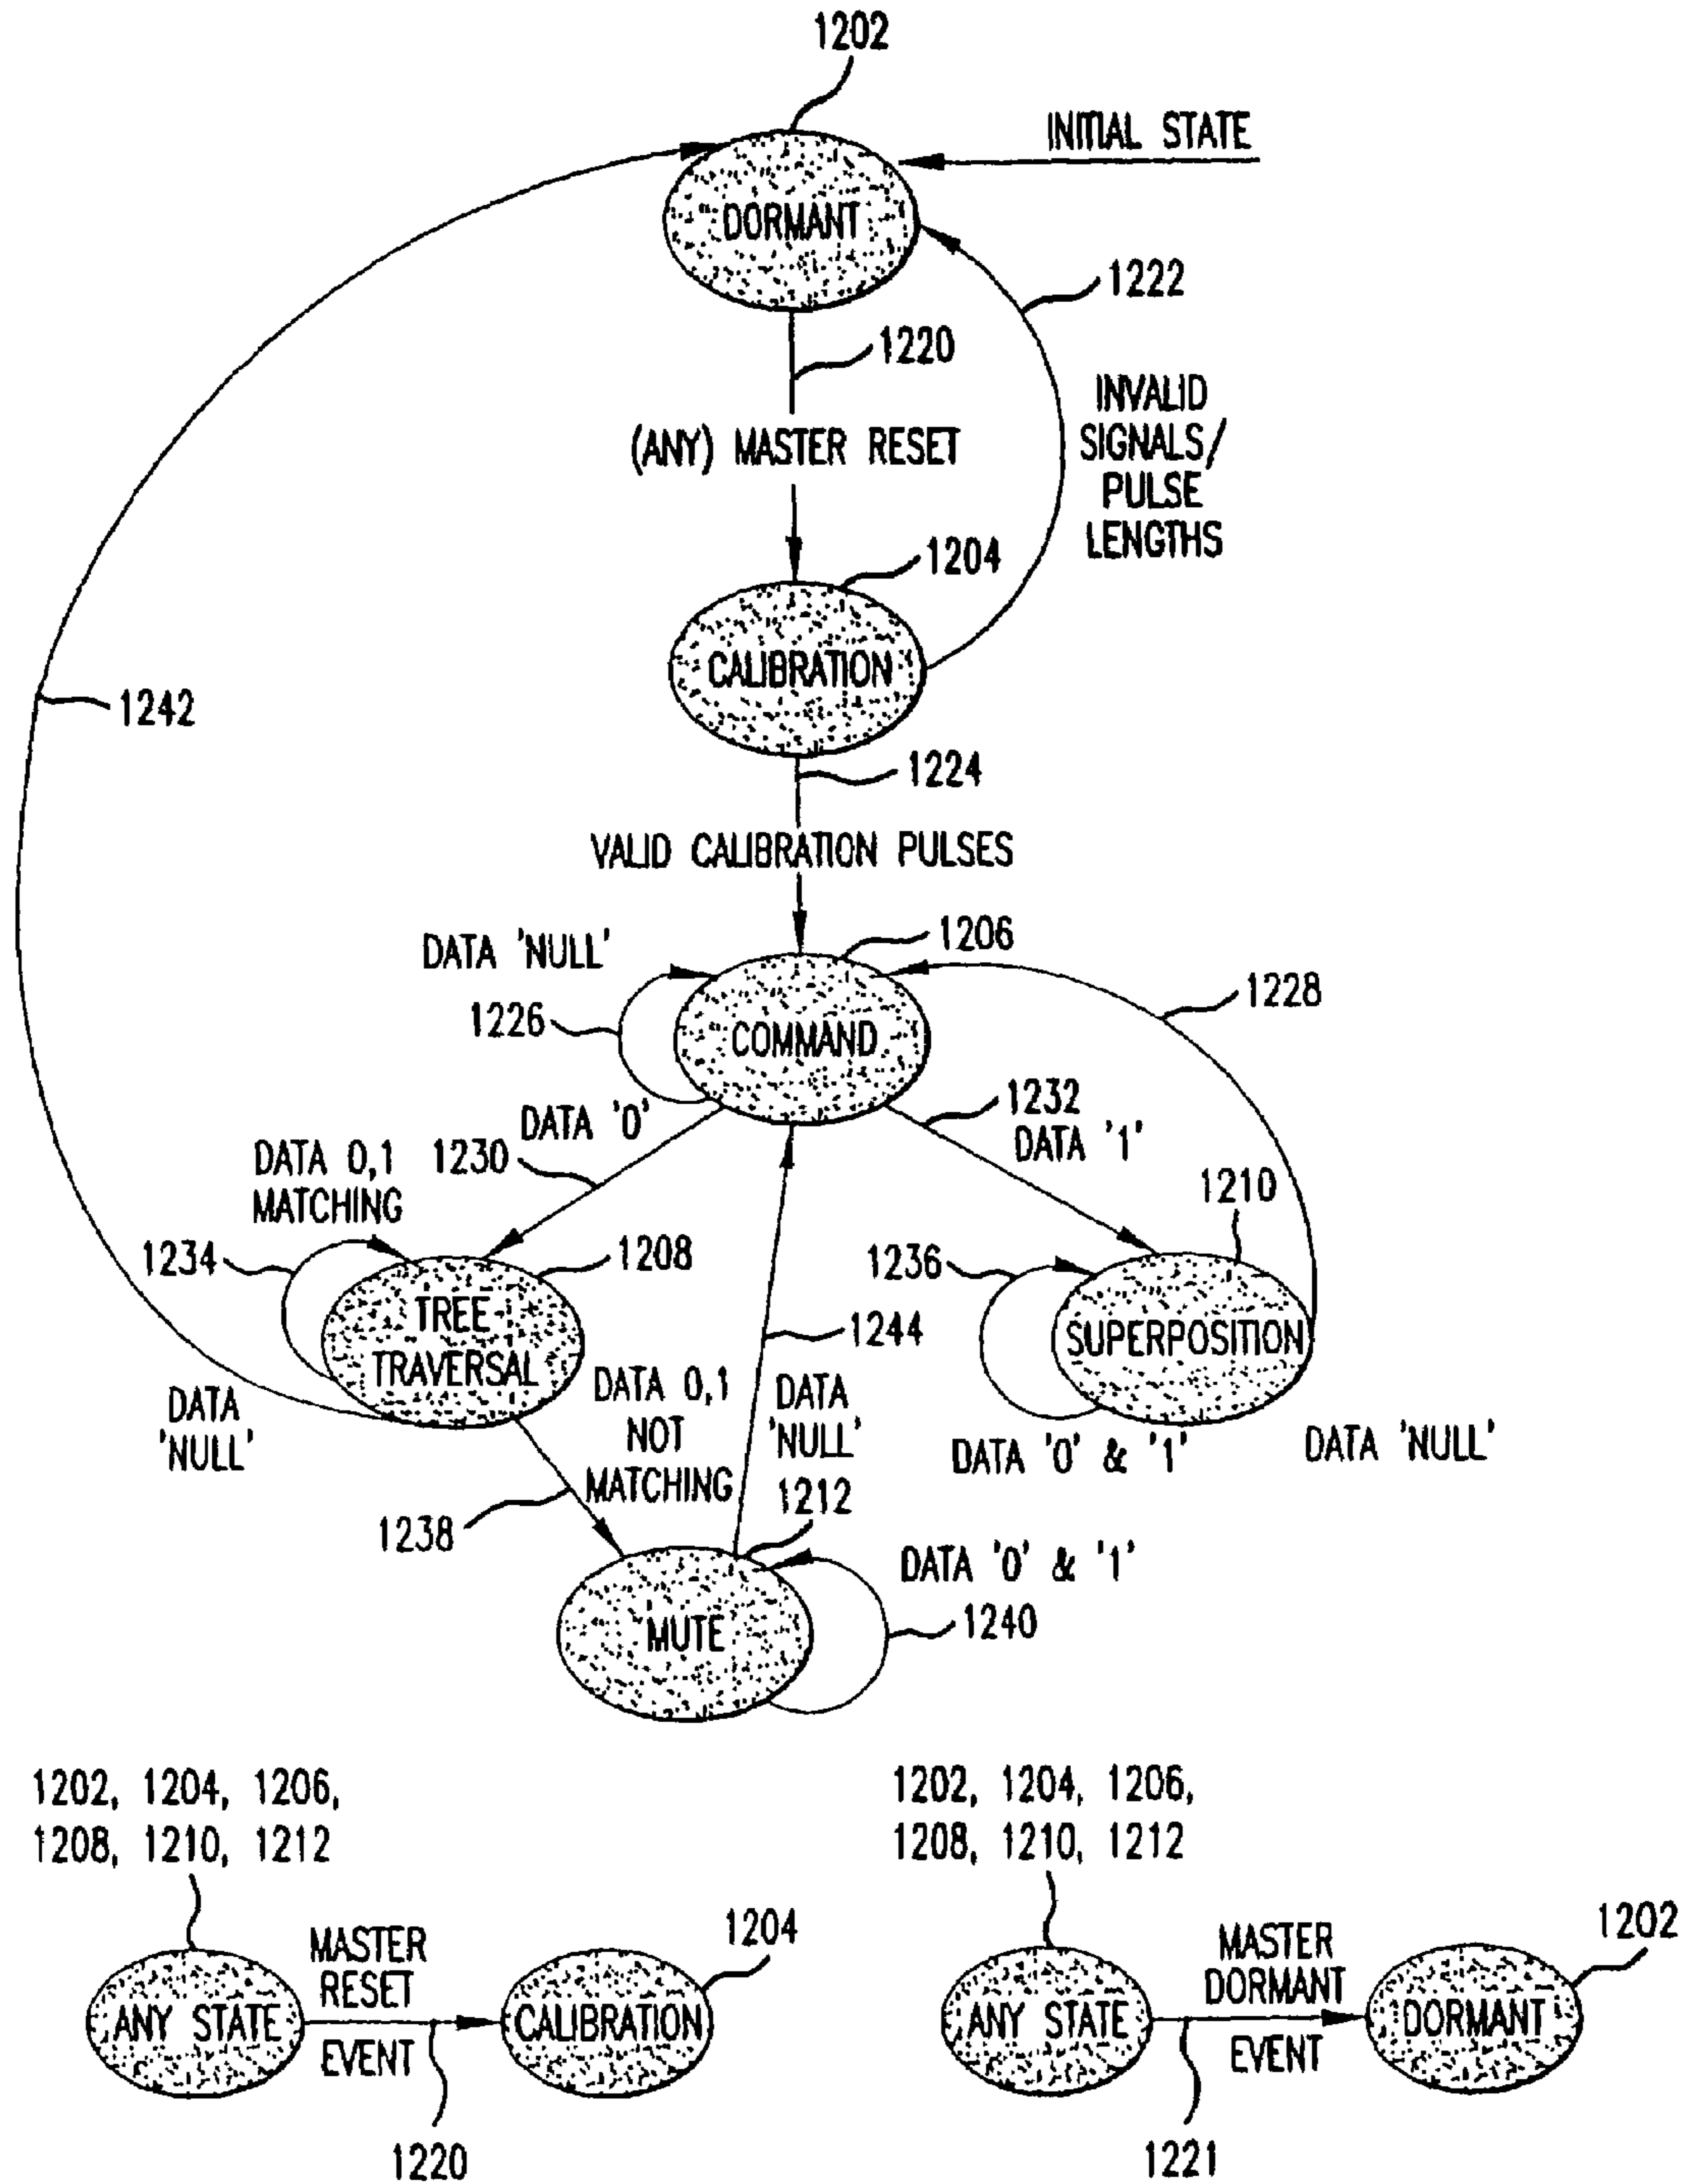 1202
INITIAL STATE
DORMANT
1222
1220
INVALID
SIGNALS/
PULSE
LENGTHS
(ANY) MASTER RESET
1204
CALIBRATION
1242
1224
VALID CALIBRATION PULSES
1206
DATA 'NULL'
1228
1226
COMMAND
1232
DATA '0'
DATA '1'
DATA 0,1
MATCHING
1230
1210
1234
1208
1236
TREE
TRAVERSAL
1244
SUPERPOSITION
DATA
'NULL'
DATA 0,1
NOT
MATCHING
DATA
'NULL'
1212
DATA '0' & '1'
DATA 'NULL'
1238
DATA '0' & '1'
1240
MUTE
1202, 1204, 1206,
1208, 1210, 1212
1202, 1204, 1206,
1208, 1210, 1212
MASTER
RESET
EVENT
1204
ANY STATE
CALIBRATION
1220
MASTER
DORMANT
EVENT
1202
ANY STATE
DORMANT
1221